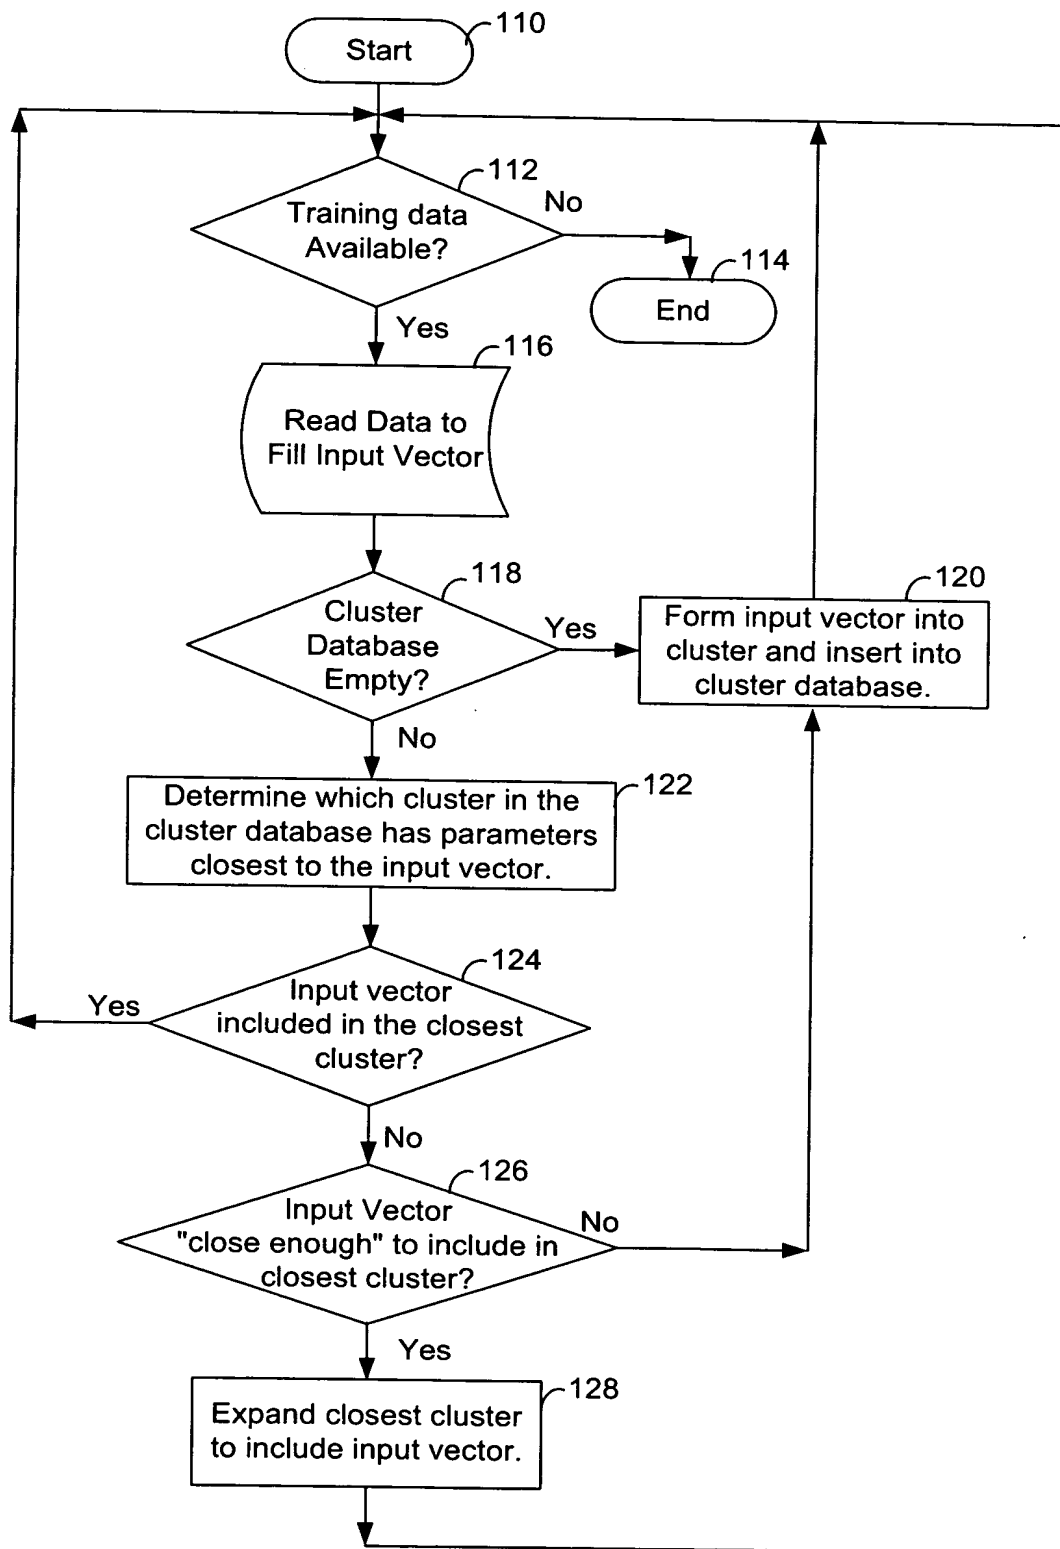 110
Start
112
Training data
Available?
No
114
End
Yes
116
Read Data to
Fill Input Vector
118
Cluster
Database
Empty?
Yes
120
Form input vector into
cluster and insert into
cluster database.
No
122
Determine which cluster in the
cluster database has parameters
closest to the input vector.
124
Input vector
included in the closest
cluster?
Yes
No
126
Input Vector
"close enough" to include in
closest cluster?
No
Yes
128
Expand closest cluster
to include input vector.